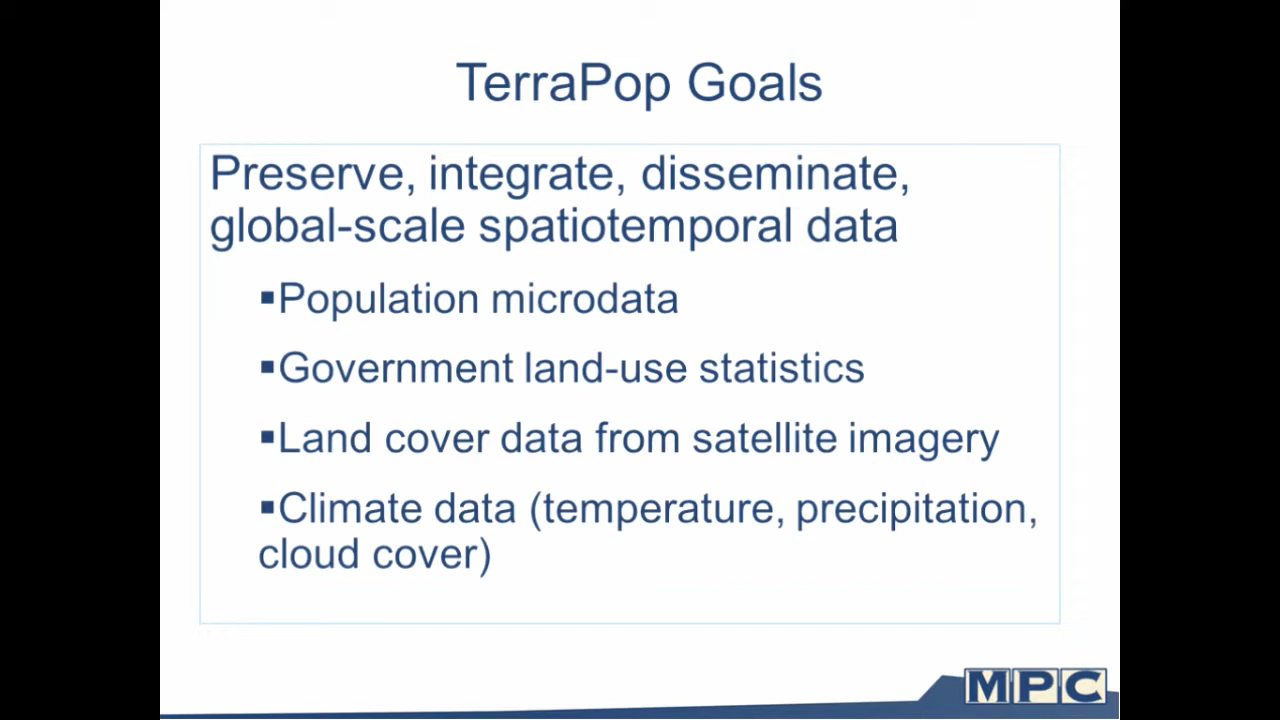 TerraPop Goals
Preserve, integrate, disseminate,
global-scale spatiotemporal data
▪Population microdata
▪Government land-use statistics
▪Land cover data from satellite imagery
▪Climate data (temperature, precipitation,
cloud cover)
MPC